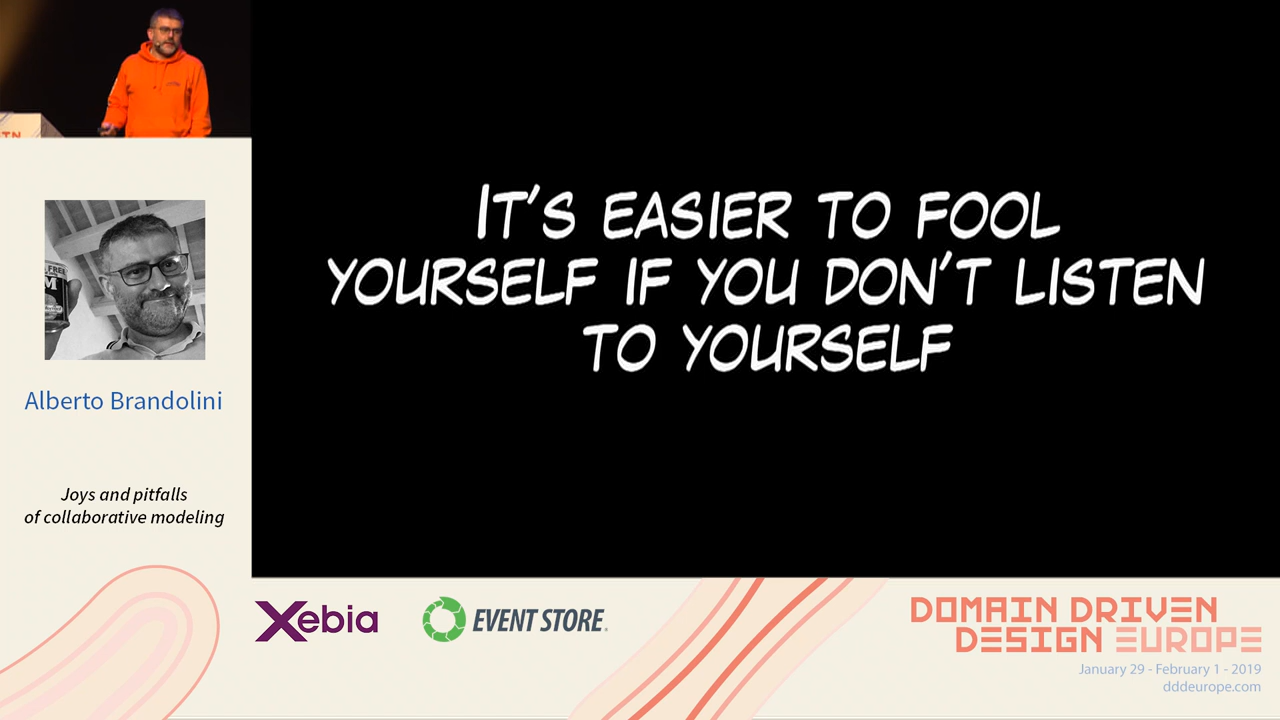 It's easier to fool
yourself if you don't listen
to yourself
Alberto Brandolini
Joys and pitfalls
of collaborative modeling
Xebia
EVENT STORE
DOMAIN DRIVEN
DESIGN EUROPE
January 29 - February 1 - 2019
dddeurope.com